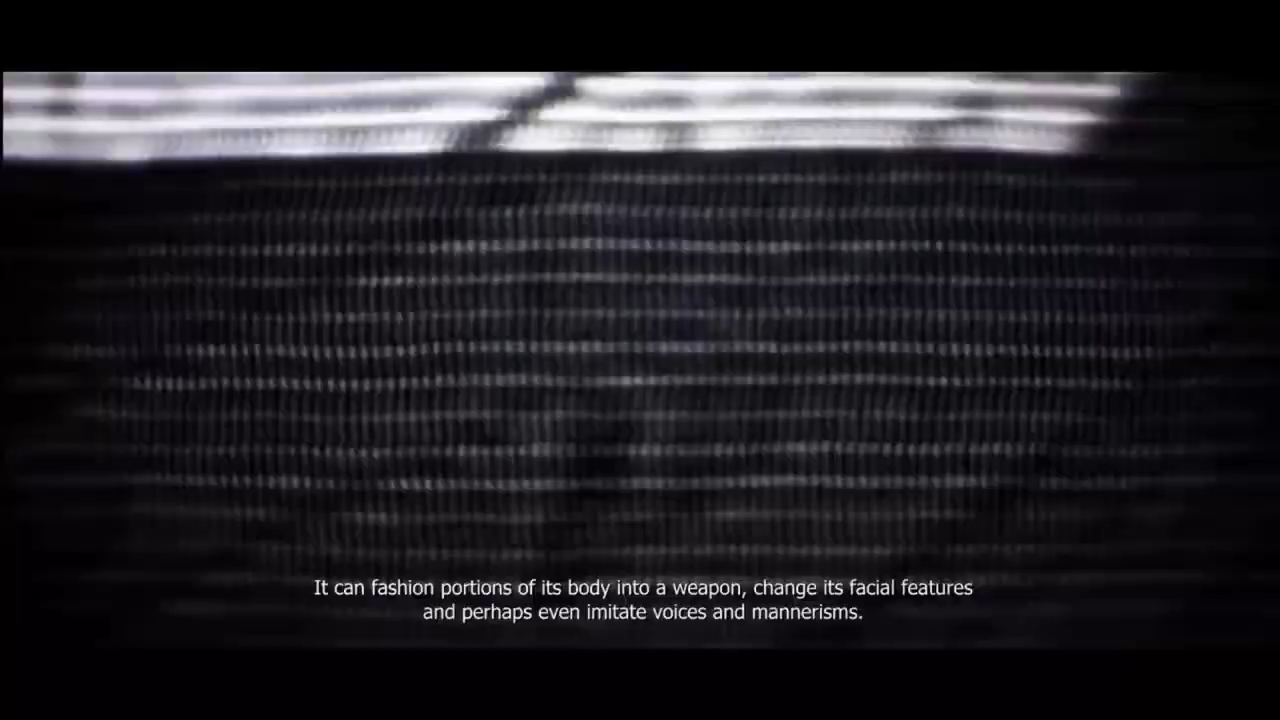 It can fashion portions of its body into a weapon, change its facial features
and perhaps even imitate voices and mannerisms.